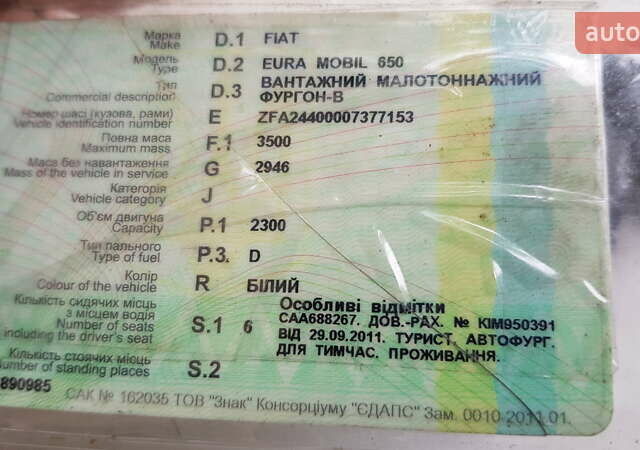 auto
Марка
Make D.1 FIAT
Модель
Type D.2 EURA MOBIL 650
Тип
Commercial description D.3 ВАНТАЖНИЙ МАЛОТОННАЖНИЙ
ФУРГОН-В
Номер шасі (кузова, рами)
Vehicle identification number E ZFA24400007377153
Повна маса
Maximum mass F.1 3500
Маса без навантаження
Mass of the vehicle in service G 2946
Категорія
Vehicle category J
Об'єм двигуна
Capacity P.1 2300
Тип пального
Type of fuel P.3. D
Колір
Colour of the vehicle R БІЛИЙ
Кількість сидячих місць
з місцем водія
Number of seats
including the driver's seat S.1 6
Особливі відмітки
САА688267. ДОВ.-РАХ. № КІМ950391
ВІД 29.09.2011. ТУРИСТ. АВТОФУРГ.
ДЛЯ ТИМЧАС. ПРОЖИВАННЯ.
Кількість стоячих місць
Number of standing places S.2
890985
САК № 162035 ТОВ "Знак" Консорціуму "ЄДАПС" Зам. 0010 2011.01.